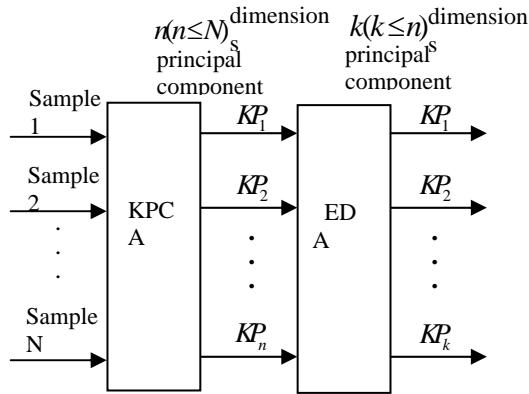 n(n≤N) dimension
s
principal
component
k(k≤n) dimension
s
principal
component
Sample
1
KP₁
KP₁
Sample
2
KP₂
KP₂
KPC
A
ED
A
Sample
N
KPₙ
KPₖ